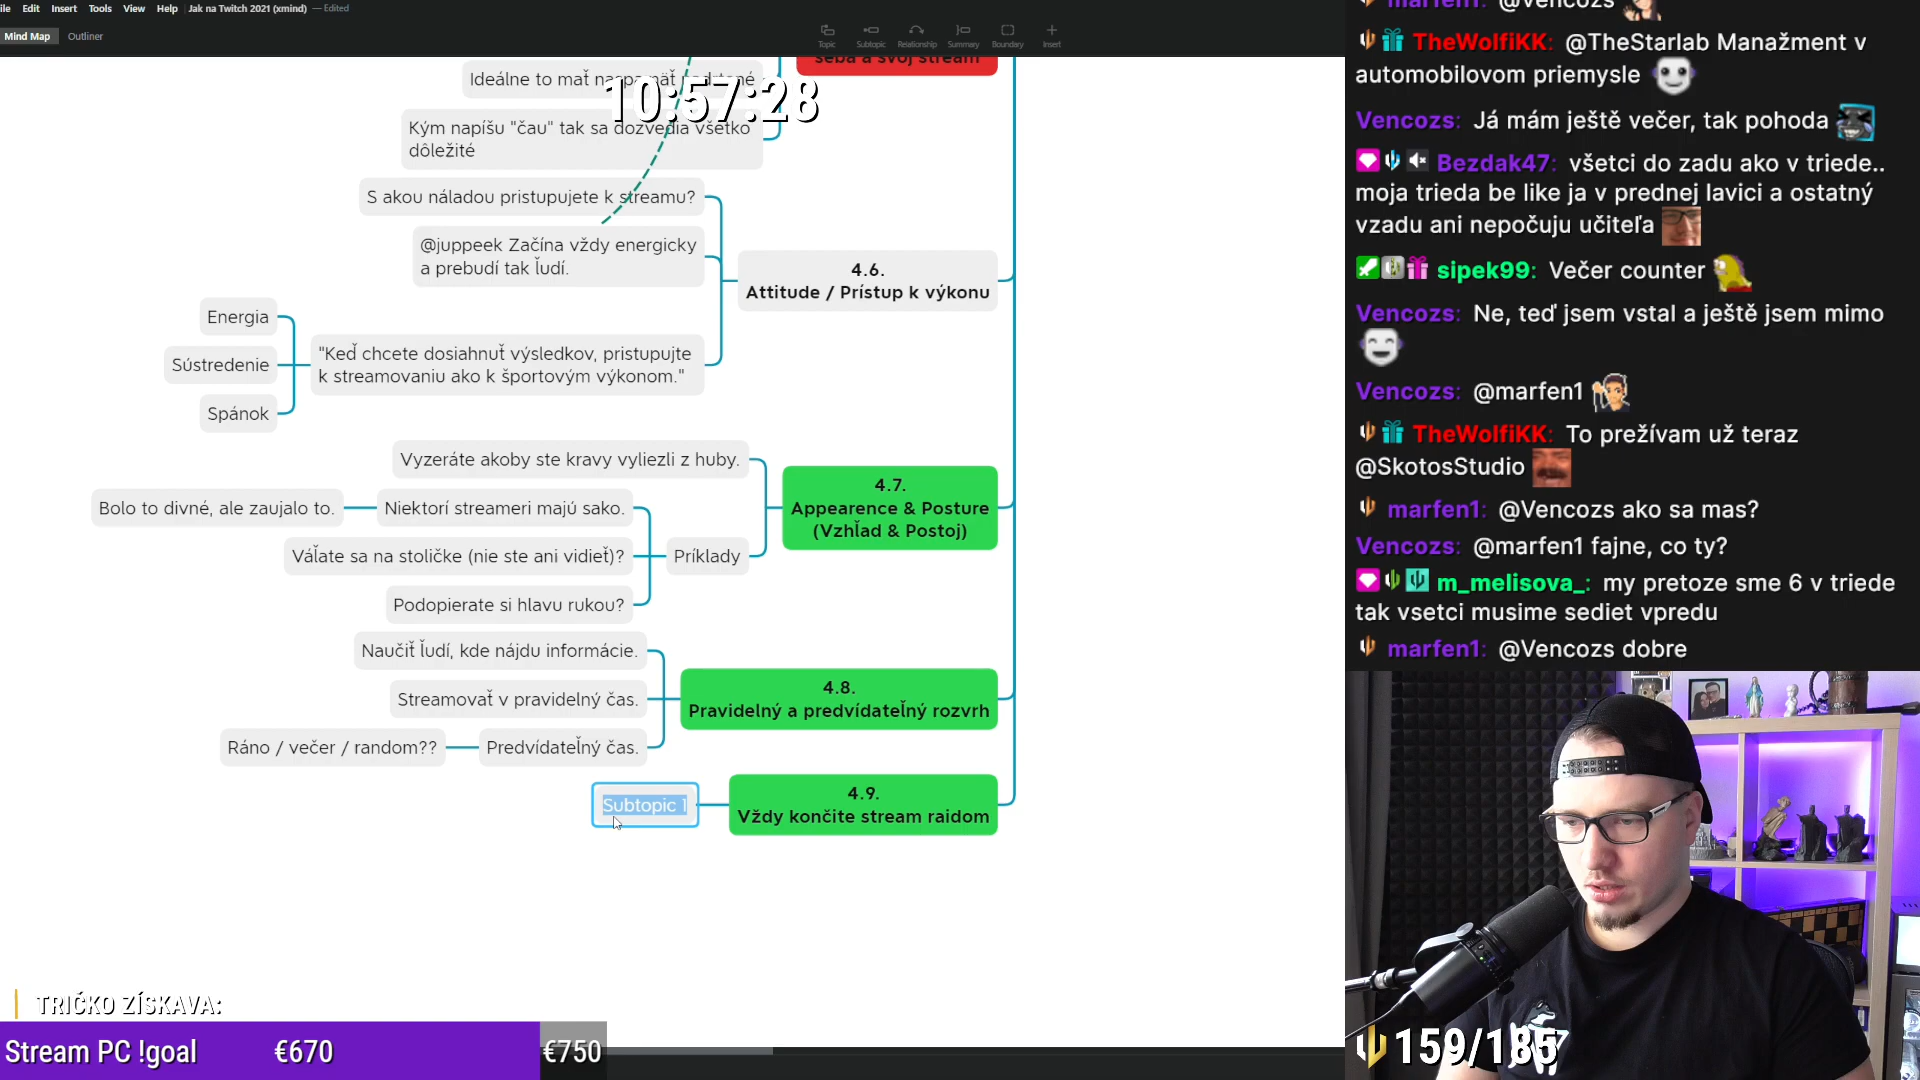 ile Edit Insert Tools View Help Jak na Twitch 2021 (xmind) — Edited
Mind Map Outliner
Topic Subtopic Relationship Summary Boundary Insert
seba a svoj stream
10:57:28
Kým napíšu "čau" tak sa dozvedia všetko
dôležité
S akou náladou pristupujete k streamu?
@juppeek Začína vždy energicky
a prebudí tak ľudí.
4.6.
Attitude / Prístup k výkonu
Energia
Sústredenie
Spánok
"Keď chcete dosiahnuť výsledkov, pristupujte
k streamovaniu ako k športovým výkonom."
Vyzeráte akoby ste kravy vyliezli z huby.
Bolo to divné, ale zaujalo to.
Niektorí streameri majú sako.
Váľate sa na stoličke (nie ste ani vidieť)?
Príklady
Podopierate si hlavu rukou?
4.7.
Appearence & Posture
(Vzhľad & Postoj)
Naučiť ľudí, kde nájdu informácie.
Streamovať v pravidelný čas.
Ráno / večer / random??
Predvídateľný čas.
4.8.
Pravidelný a predvídateľný rozvrh
Subtopic 1
4.9.
Vždy končite stream raidom
TRIČKO ZÍSKAVA:
Stream PC !goal €670 €750
marfen1: @Vencozs
TheWolfiKK: @TheStarlab Manažment v
automobilovom priemysle
Vencozs: Já mám ještě večer, tak pohoda
Bezdak47: všetci do zadu ako v triede..
moja trieda be like ja v prednej lavici a ostatný
vzadu ani nepočuju učiteľa
sipek99: Večer counter
Vencozs: Ne, teď jsem vstal a ještě jsem mimo
Vencozs: @marfen1
TheWolfiKK: To prežívam už teraz
@SkotosStudio
marfen1: @Vencozs ako sa mas?
Vencozs: @marfen1 fajne, co ty?
m_melisova_: my pretoze sme 6 v triede
tak vsetci musime sediet vpredu
marfen1: @Vencozs dobre
159/185